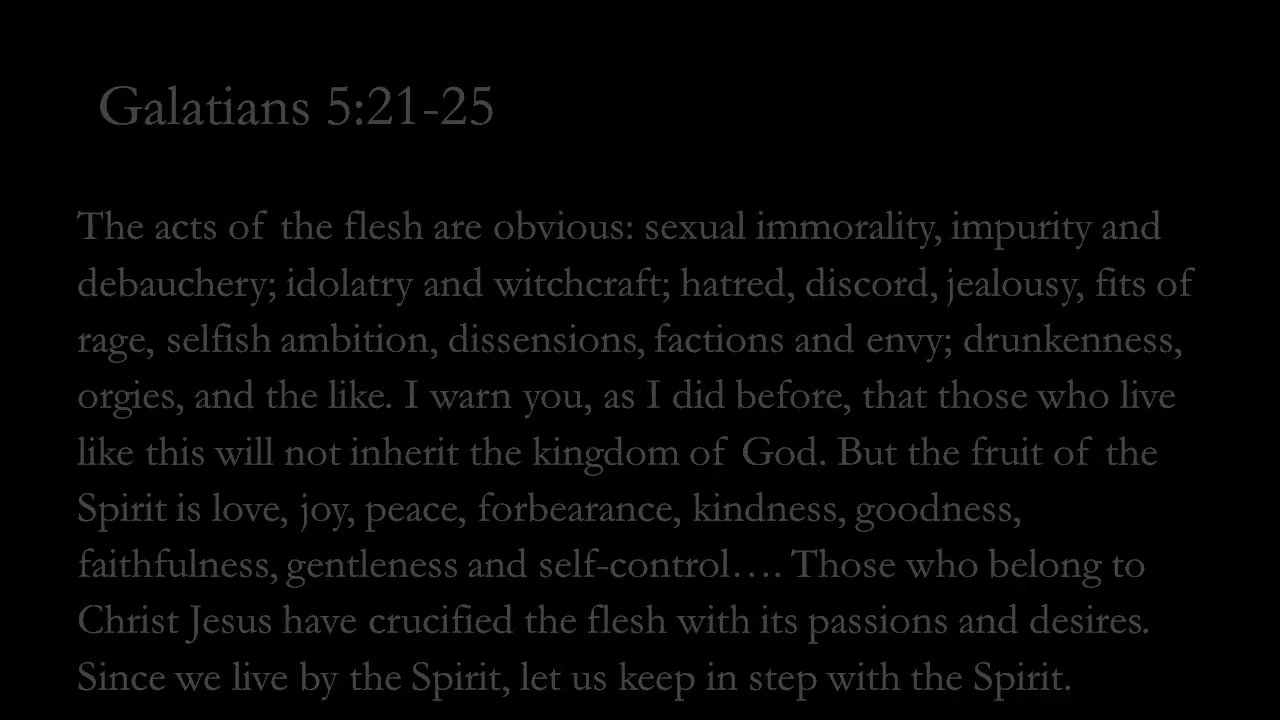 Galatians 5:21-25
The acts of the flesh are obvious: sexual immorality, impurity and
debauchery; idolatry and witchcraft; hatred, discord, jealousy, fits of
rage, selfish ambition, dissensions, factions and envy; drunkenness,
orgies, and the like. I warn you, as I did before, that those who live
like this will not inherit the kingdom of God. But the fruit of the
Spirit is love, joy, peace, forbearance, kindness, goodness,
faithfulness, gentleness and self-control…. Those who belong to
Christ Jesus have crucified the flesh with its passions and desires.
Since we live by the Spirit, let us keep in step with the Spirit.